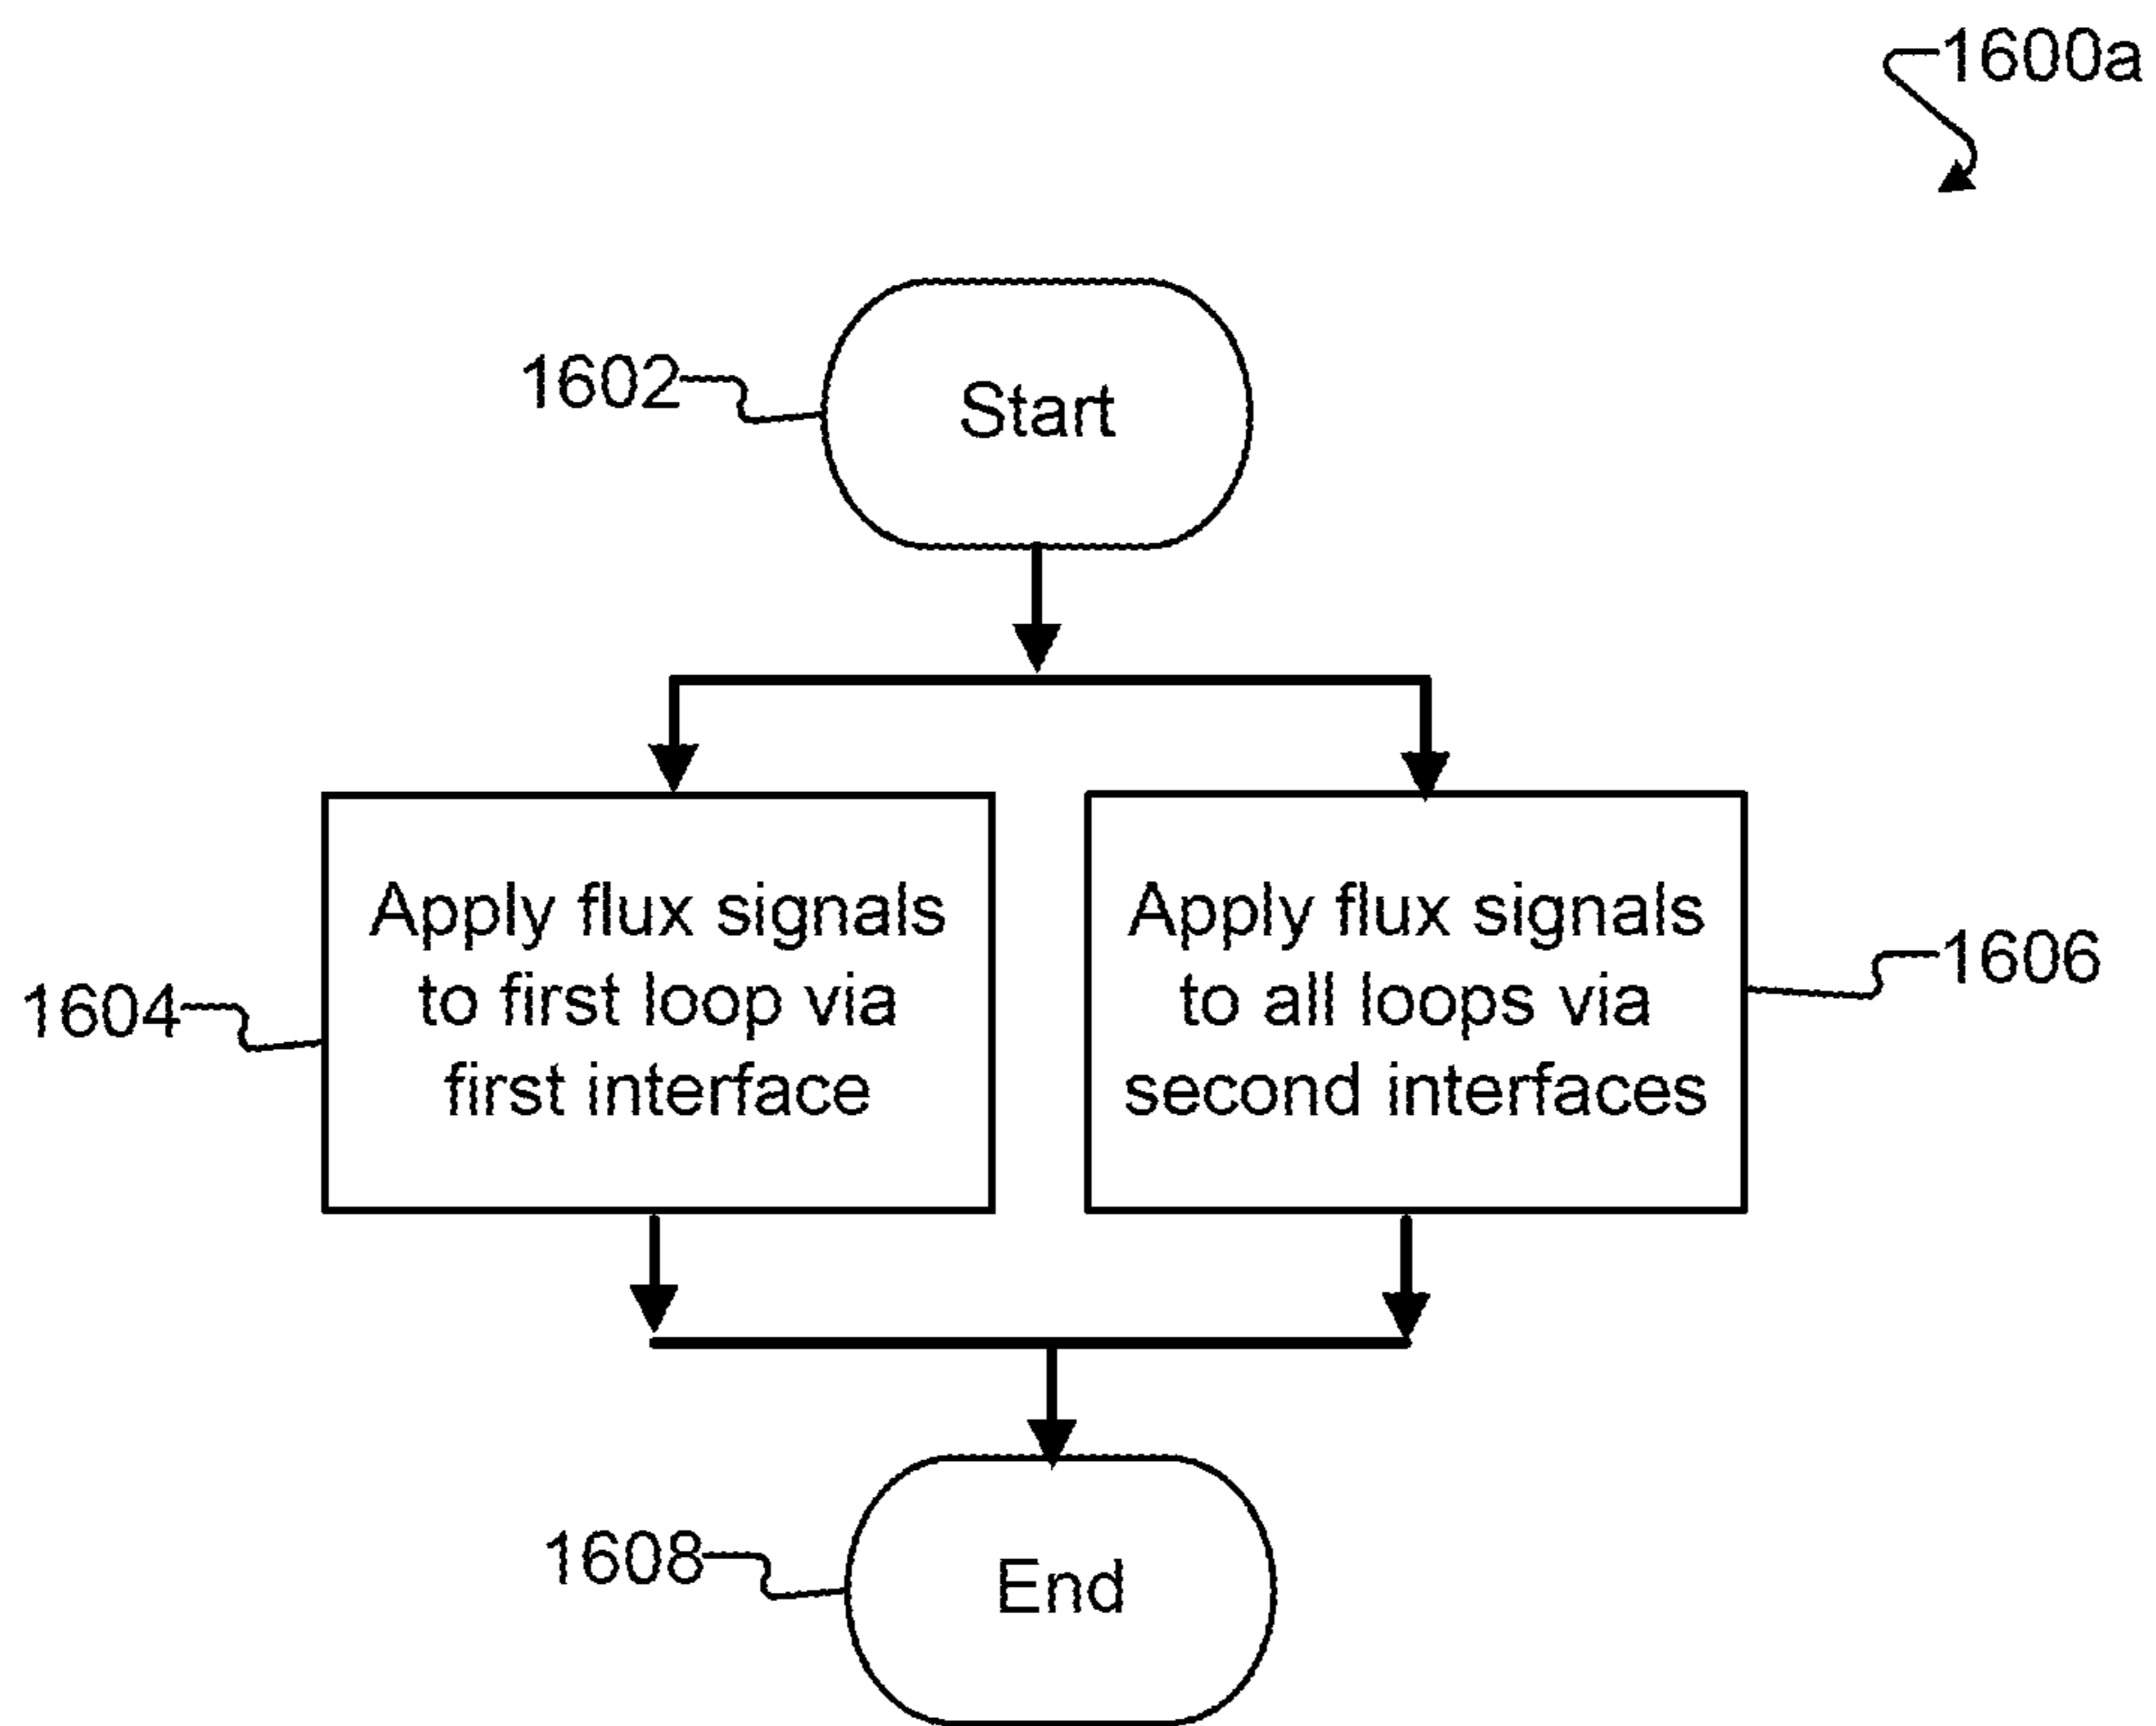 1600a
1602
Start
Apply flux signals
to first loop via
first interface
Apply flux signals
to all loops via
second interfaces
1604
1606
1608
End